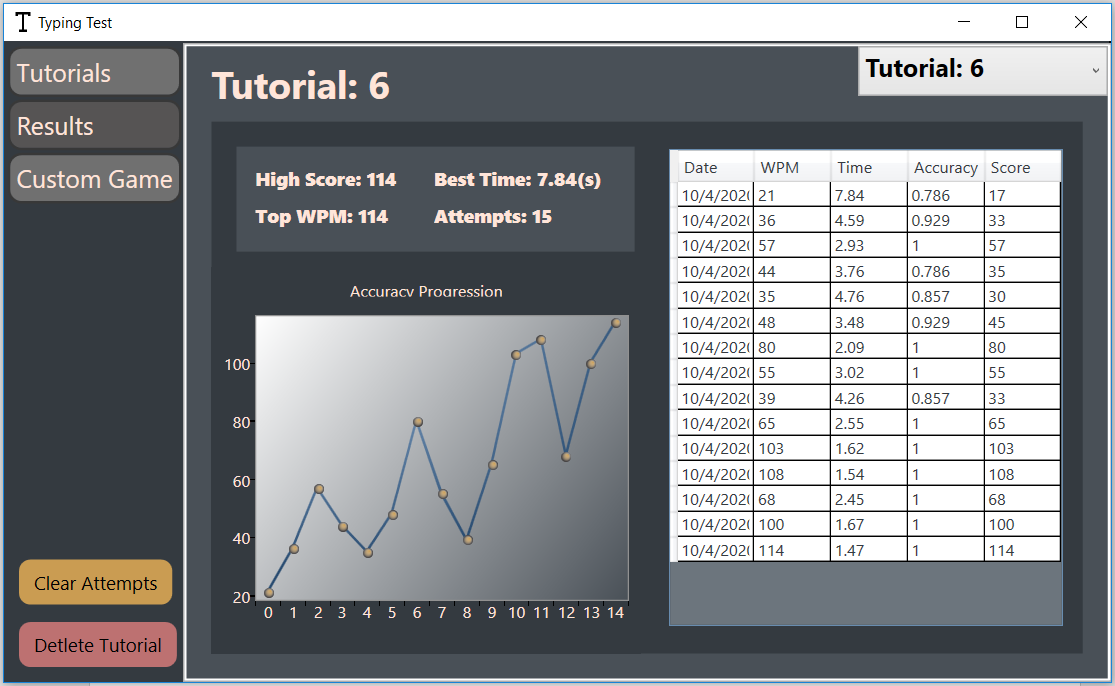 Typing Test
Tutorials
Results
Custom Game
Clear Attempts
Detlete Tutorial
Tutorial: 6
Tutorial: 6
High Score: 114 Best Time: 7.84(s)
Top WPM: 114 Attempts: 15
Accuracy Progression
100
80
60
40
20
0 1 2 3 4 5 6 7 8 9 10 11 12 13 14
Date WPM Time Accuracy Score
10/4/202 21 7.84 0.786 17
10/4/202 36 4.59 0.929 33
10/4/202 57 2.93 1 57
10/4/202 44 3.76 0.786 35
10/4/202 35 4.76 0.857 30
10/4/202 48 3.48 0.929 45
10/4/202 80 2.09 1 80
10/4/202 55 3.02 1 55
10/4/202 39 4.26 0.857 33
10/4/202 65 2.55 1 65
10/4/202 103 1.62 1 103
10/4/202 108 1.54 1 108
10/4/202 68 2.45 1 68
10/4/202 100 1.67 1 100
10/4/202 114 1.47 1 114